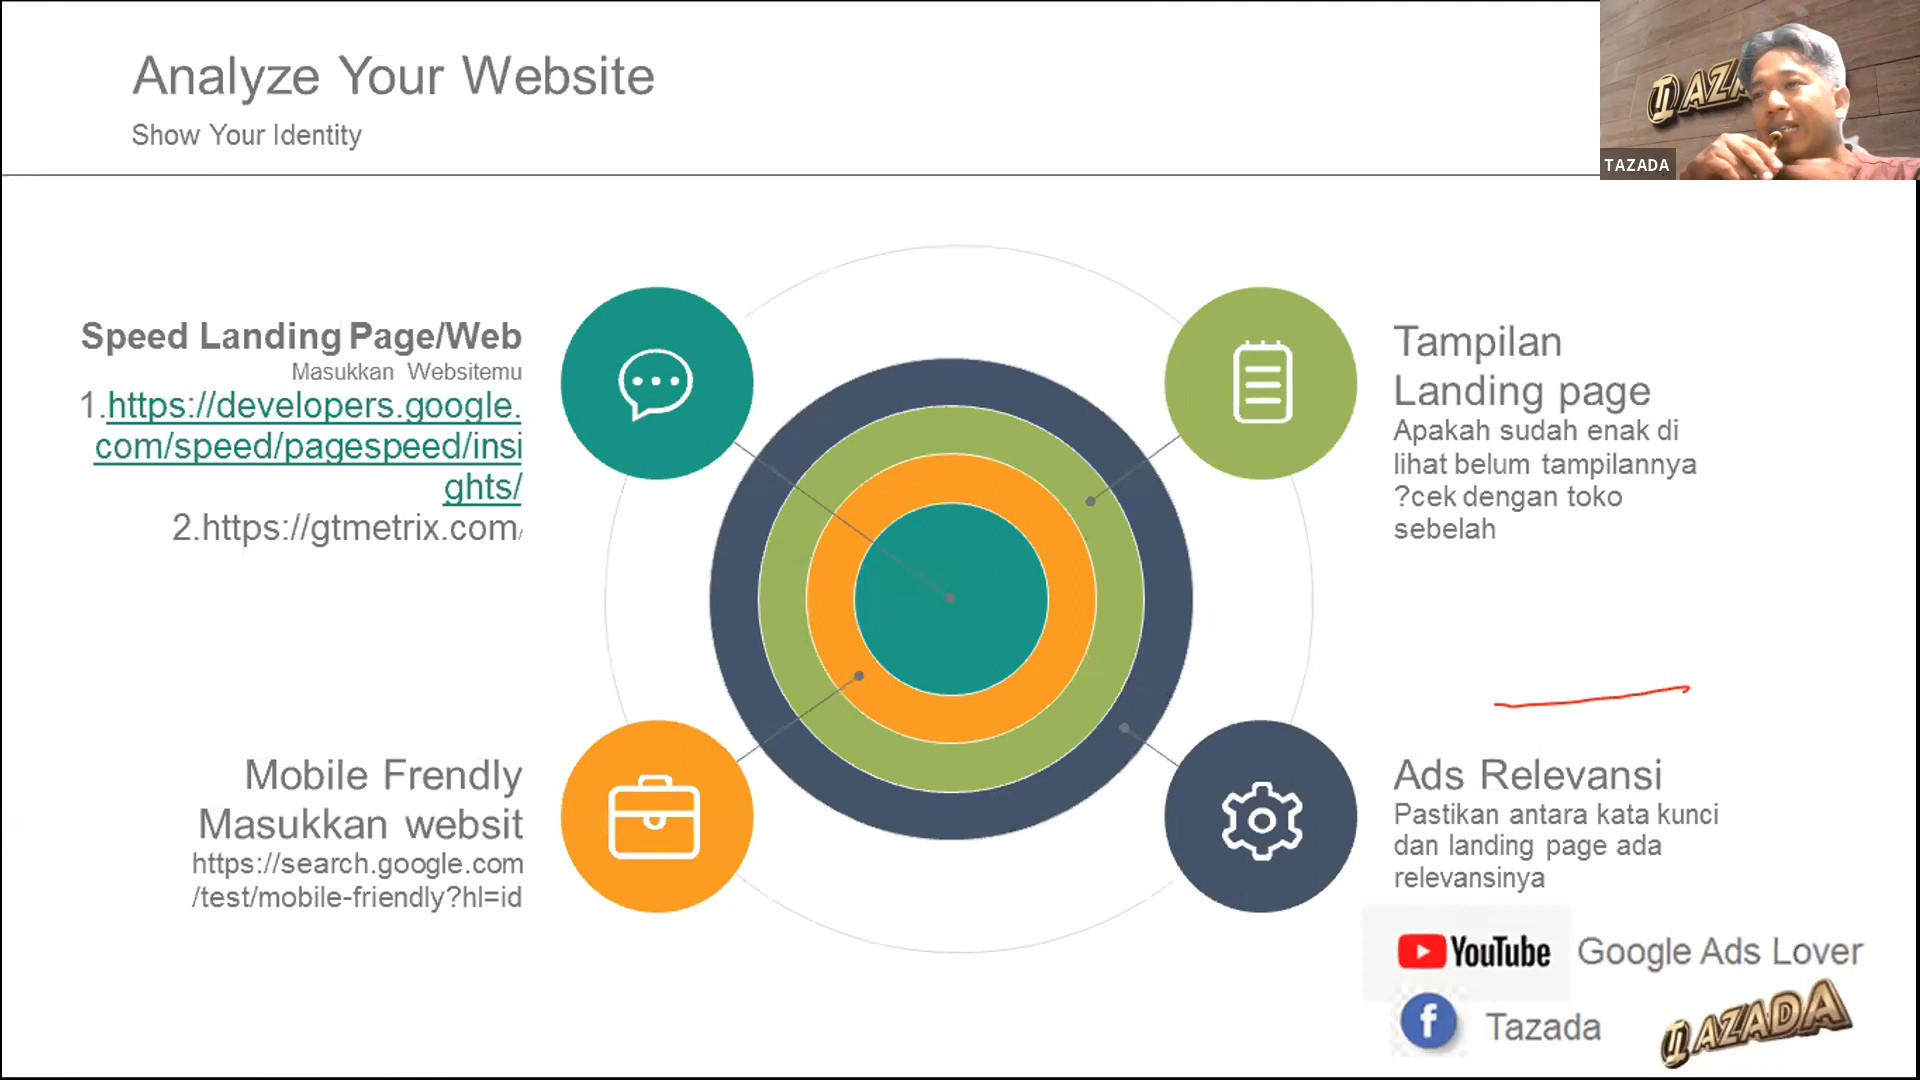 Analyze Your Website
Show Your Identity
TAZADA
Speed Landing Page/Web
Masukkan Websitemu
1.https://developers.google.
com/speed/pagespeed/insi
ghts/
2.https://gtmetrix.com/
Tampilan
Landing page
Apakah sudah enak di
lihat belum tampilannya
?cek dengan toko
sebelah
Mobile Frendly
Masukkan websit
https://search.google.com
/test/mobile-friendly?hl=id
Ads Relevansi
Pastikan antara kata kunci
dan landing page ada
relevansinya
YouTube Google Ads Lover
f Tazada
TAZADA